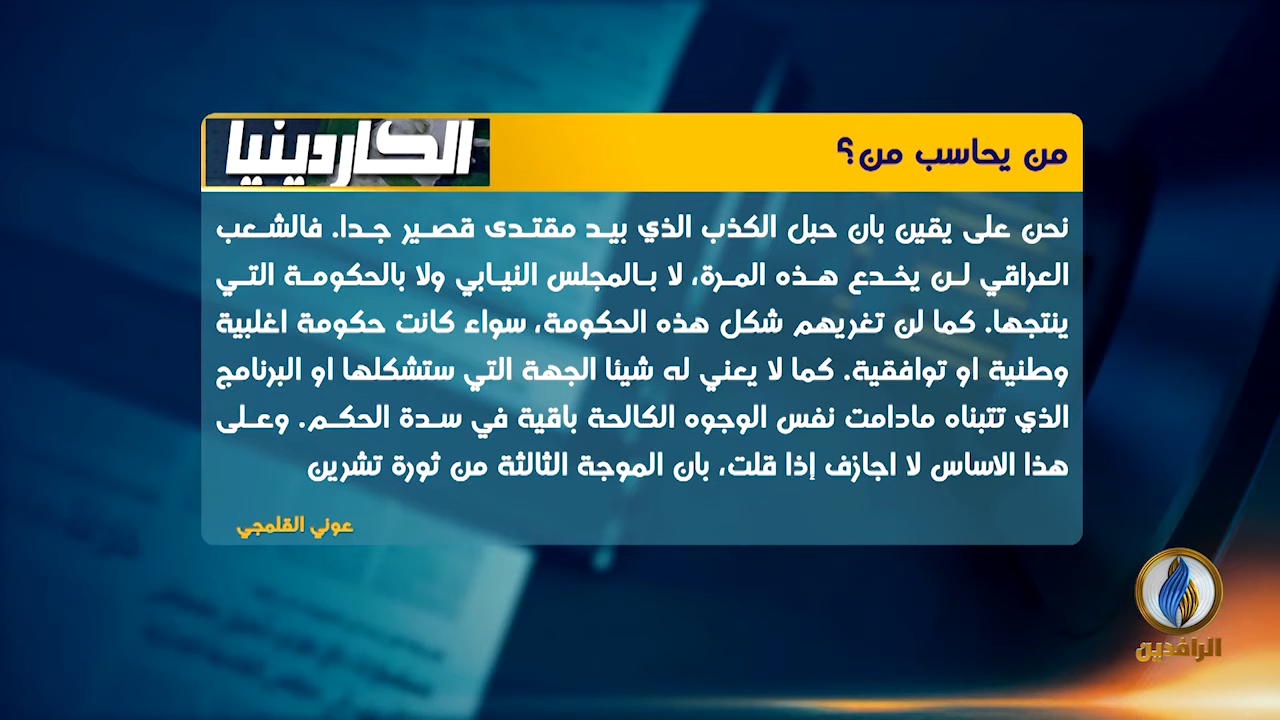 الكاردينيا
من يحاسب من؟
نحن على يقين بان حبل الكذب الذي بيد مقتدى قصير جدا. فالشعب
العراقي لن يخدع هذه المرة، لا بالمجلس النيابي ولا بالحكومة التي
ينتجها. كما لن تغريهم شكل هذه الحكومة، سواء كانت حكومة اغلبية
وطنية او توافقية. كما لا يعني له شيئا الجهة التي ستشكلها او البرنامج
الذي تتبناه مادامت نفس الوجوه الكالحة باقية في سدة الحكم. وعلى
هذا الاساس لا اجازف إذا قلت، بان الموجة الثالثة من ثورة تشرين
عوني القلمجي
الرافدين